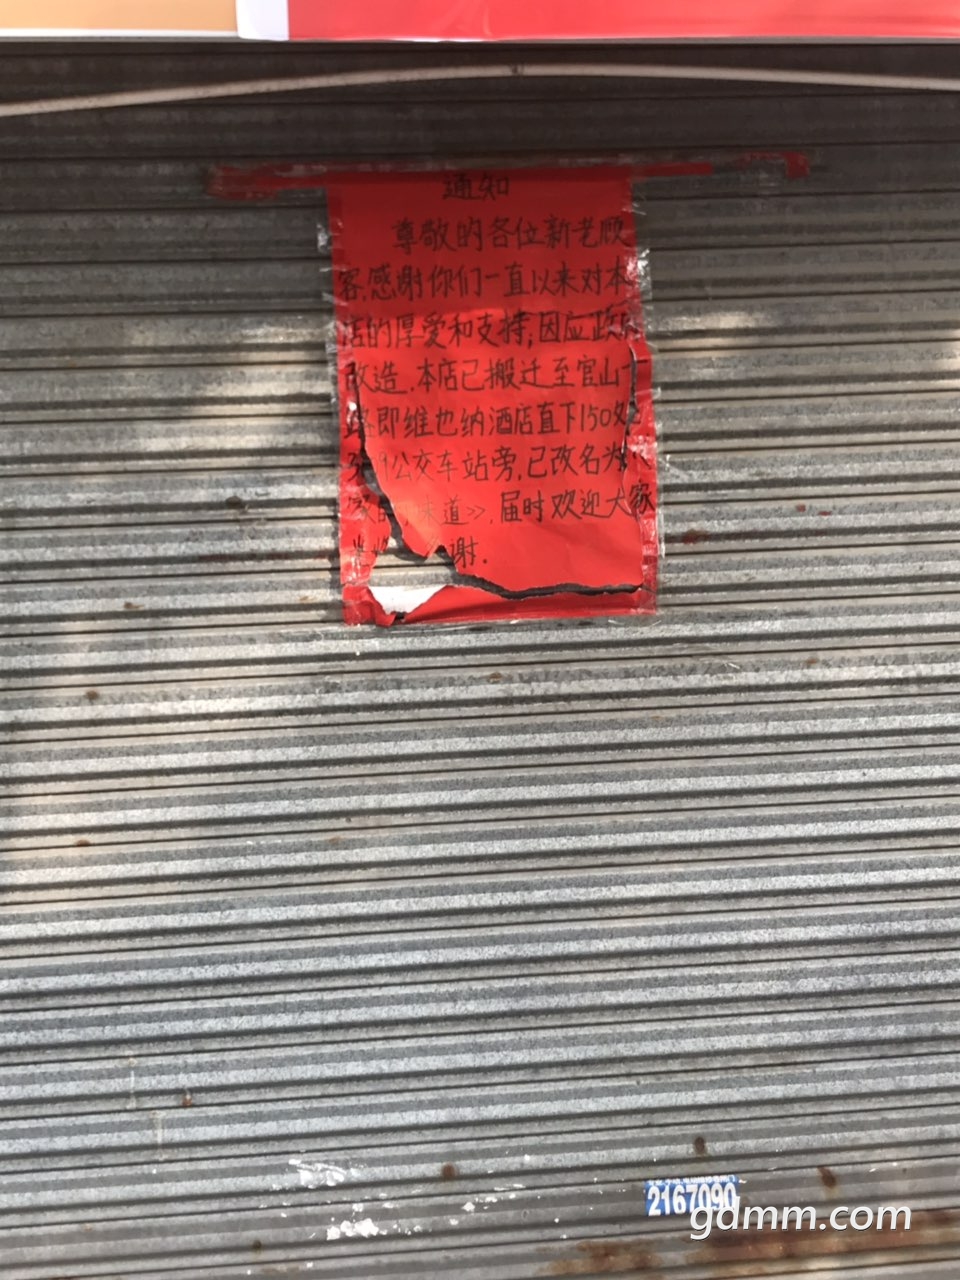 通知
尊敬的各位新老顾
客,感谢你们一直以来对本
店的厚爱和支持,因应政府
改造.本店已搬迁至官山
路即维也纳酒店直下150
公交车站旁,已改名为
家的 味道>>,届时欢迎大家
谢.
2167090
gdmm.com